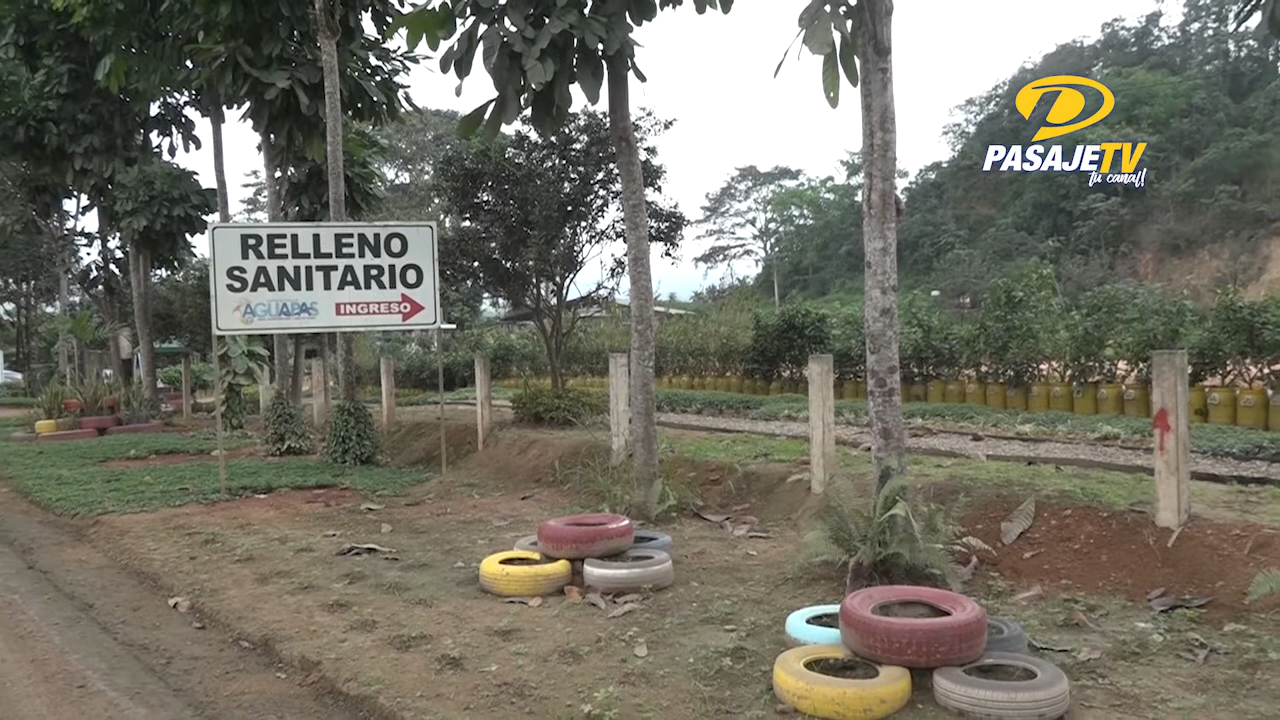 RELLENO
SANITARIO
AGUAPAS
INGRESO
PASAJETV
tu canal!